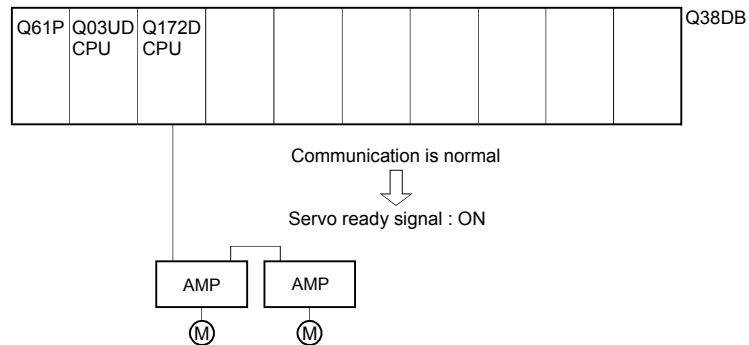 Q61P Q03UD CPU Q172D CPU Q38DB
Communication is normal
Servo ready signal : ON
AMP AMP
M M